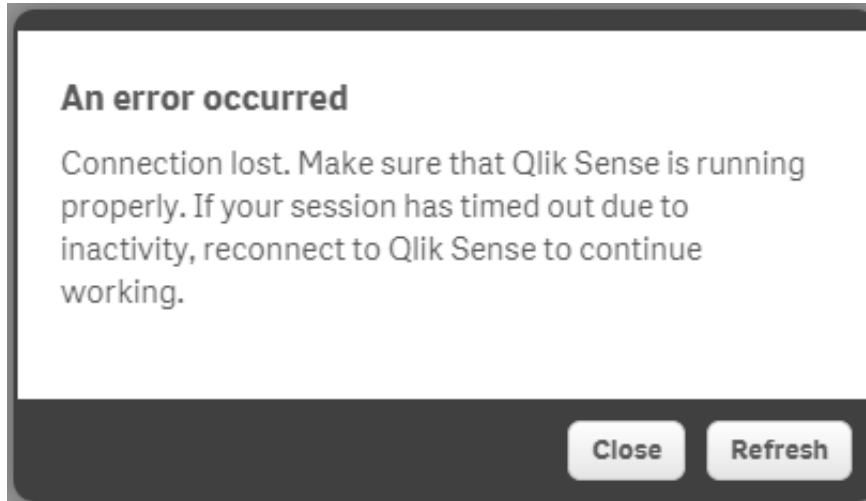 An error occurred
Connection lost. Make sure that Qlik Sense is running
properly. If your session has timed out due to
inactivity, reconnect to Qlik Sense to continue
working.
Close Refresh